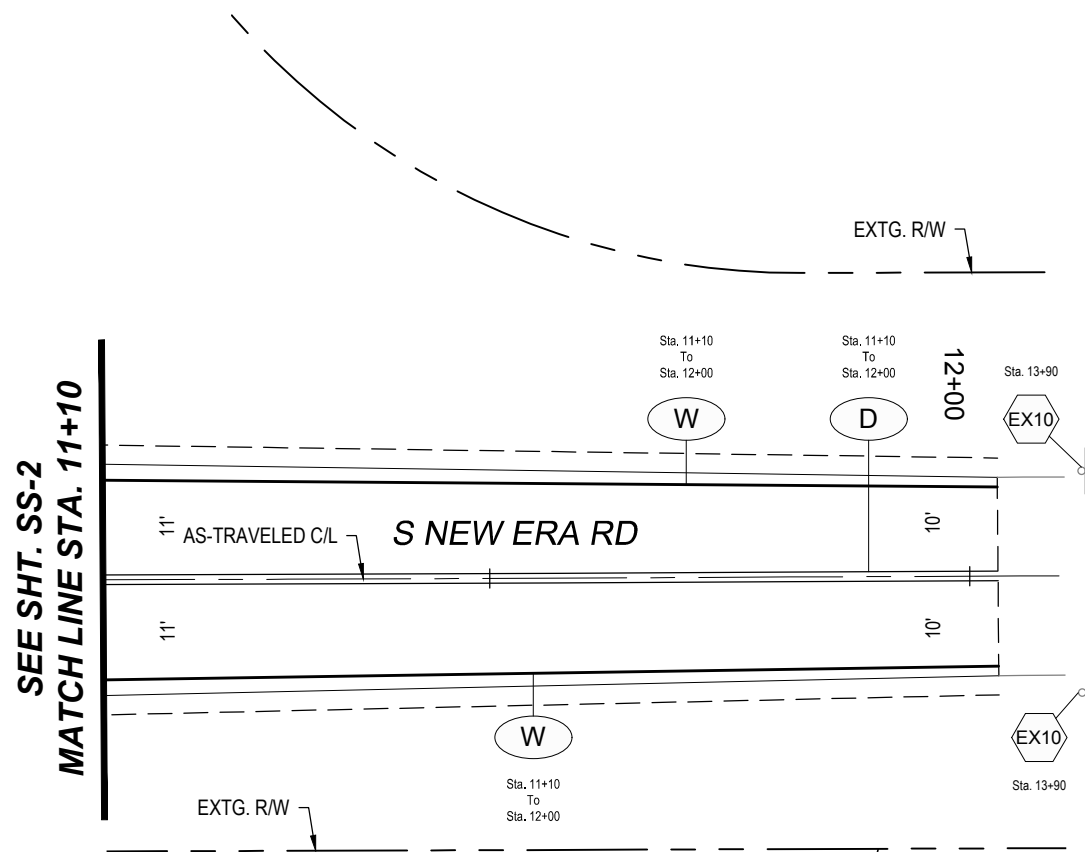 EXTG. R/W
Sta. 11+10
To
Sta. 12+00
W
Sta. 11+10
To
Sta. 12+00
D
12+00
Sta. 13+90
EX10
SEE SHT. SS-2
MATCH LINE STA. 11+10
11'
AS-TRAVELED C/L
S NEW ERA RD
10'
11'
10'
W
Sta. 11+10
To
Sta. 12+00
EX10
Sta. 13+90
EXTG. R/W